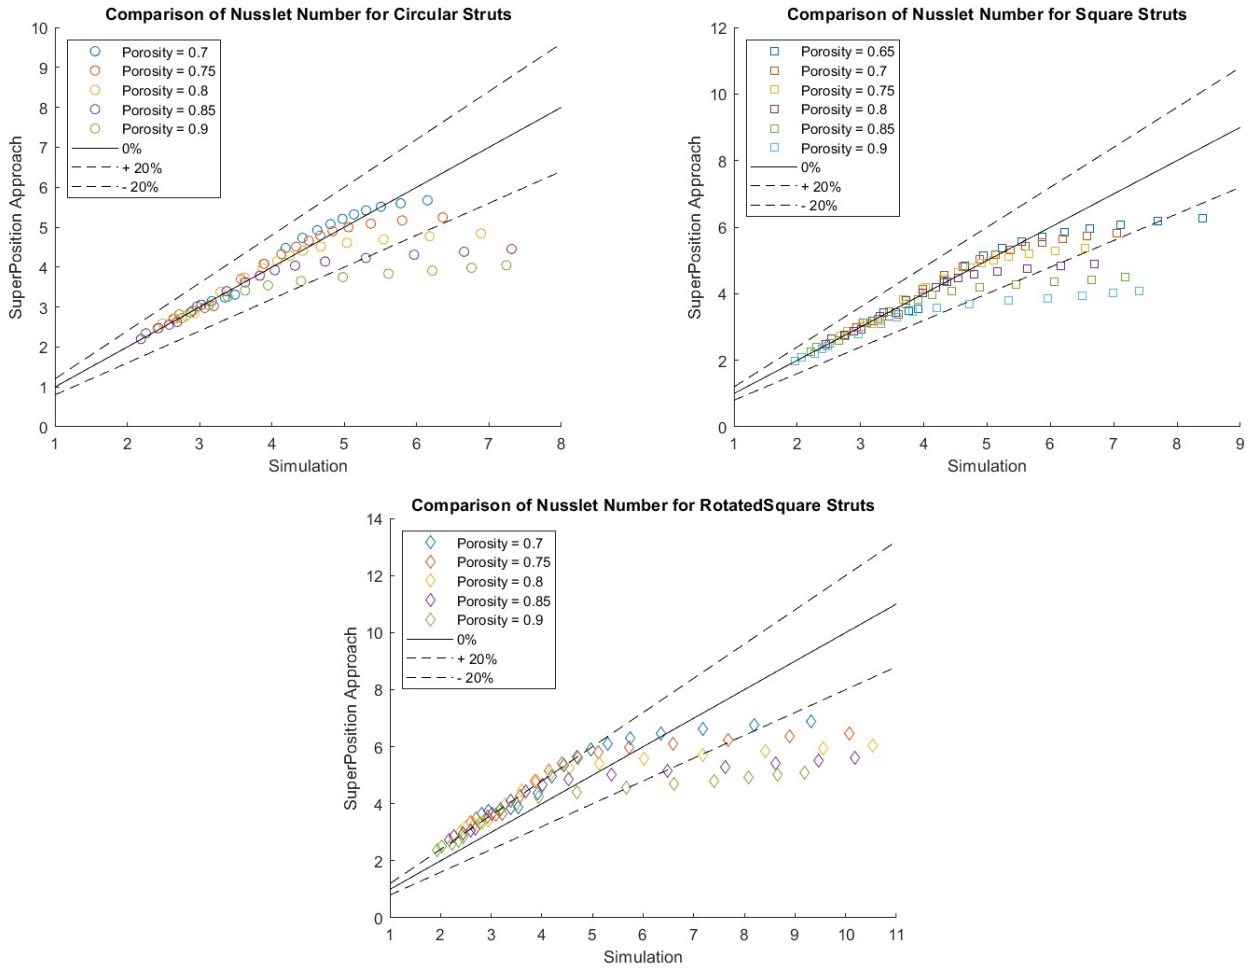 Comparison of Nusslet Number for Circular Struts
10
9
8
7
6
5
4
3
2
1
0
SuperPosition Approach
Porosity = 0.7
Porosity = 0.75
Porosity = 0.8
Porosity = 0.85
Porosity = 0.9
0%
+ 20%
- 20%
1 2 3 4 5 6 7 8
Simulation
Comparison of Nusslet Number for Square Struts
12
10
8
6
4
2
0
SuperPosition Approach
Porosity = 0.65
Porosity = 0.7
Porosity = 0.75
Porosity = 0.8
Porosity = 0.85
Porosity = 0.9
0%
+ 20%
- 20%
1 2 3 4 5 6 7 8 9
Simulation
Comparison of Nusslet Number for RotatedSquare Struts
14
12
10
8
6
4
2
0
SuperPosition Approach
Porosity = 0.7
Porosity = 0.75
Porosity = 0.8
Porosity = 0.85
Porosity = 0.9
0%
+ 20%
- 20%
1 2 3 4 5 6 7 8 9 10 11
Simulation